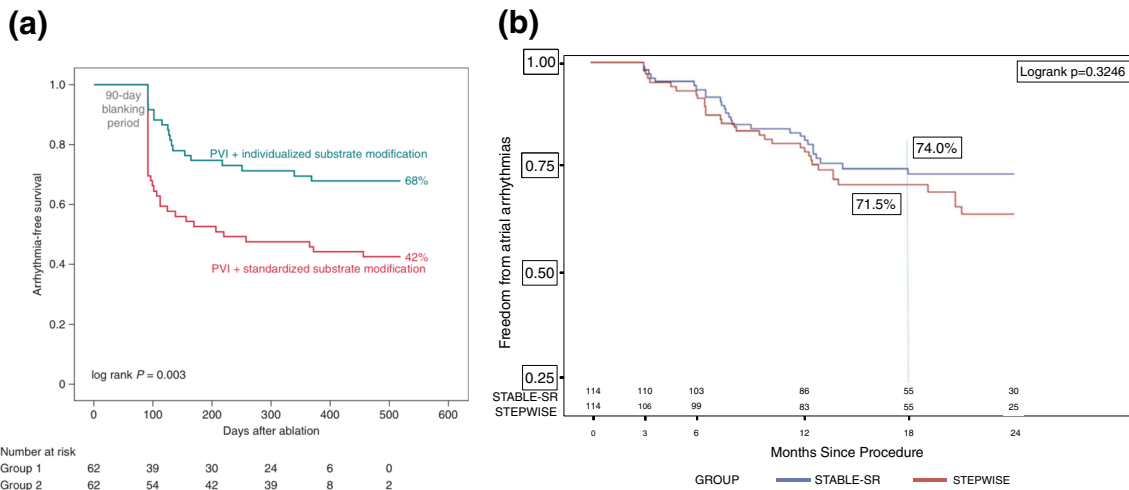 (a)
1.0
0.8
0.6
0.4
0.2
0
Arrhythmia-free survival
90-day
blanking
period
PVI + individualized substrate modification
68%
42%
PVI + standardized substrate modification
log rank P = 0.003
0 100 200 300 400 500 600
Days after ablation
Number at risk
Group 1 62 39 30 24 6 0
Group 2 62 54 42 39 8 2
(b)
1.00
0.75
0.50
0.25
Freedom from atrial arrhythmias
Logrank p=0.3246
74.0%
71.5%
STABLE-SR 114 110 103 86 55 30
STEPWISE 114 106 99 83 55 25
0 3 6 12 18 24
Months Since Procedure
GROUP STABLE-SR STEPWISE